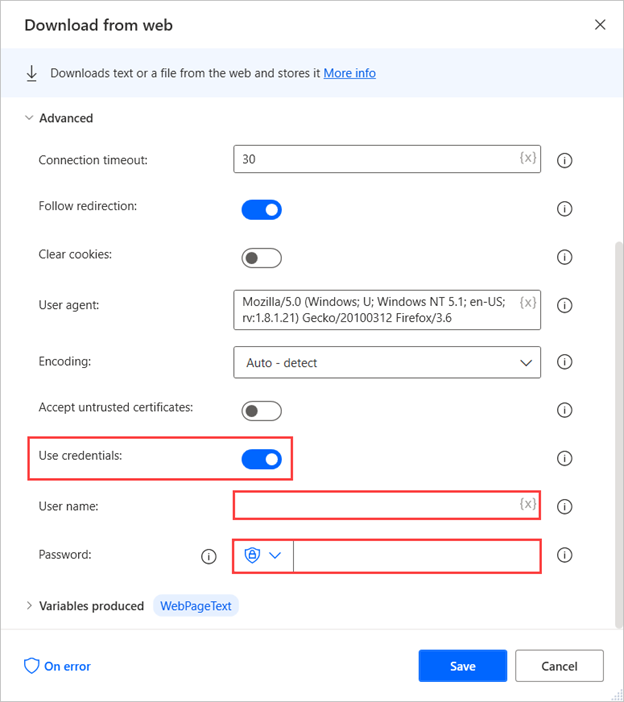 Download from web
Downloads text or a file from the web and stores it More info
Advanced
Connection timeout: 30 {x}
Follow redirection:
Clear cookies:
User agent: Mozilla/5.0 (Windows; U; Windows NT 5.1; en-US; {x}
rv:1.8.1.21) Gecko/20100312 Firefox/3.6
Encoding: Auto - detect
Accept untrusted certificates:
Use credentials:
User name: {x}
Password:
Variables produced WebPageText
On error Save Cancel